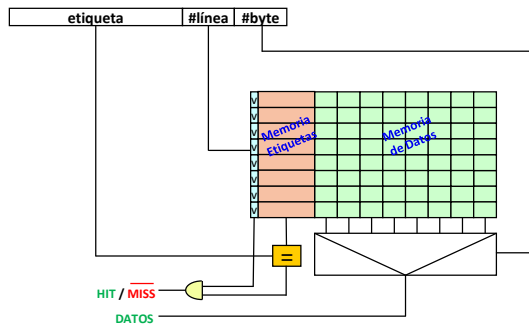 etiqueta #línea #byte
V
V
V
V
V
V
V
V
Memoria
Etiquetas
Memoria
de Datos
=
HIT / MISS
DATOS